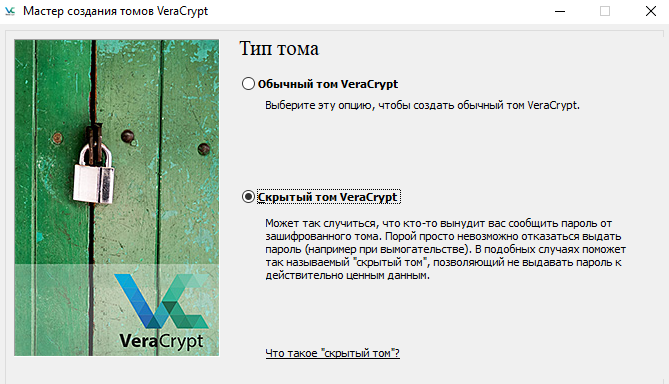 Мастер создания томов VeraCrypt
Тип тома
Обычный том VeraCrypt
Выберите эту опцию, чтобы создать обычный том VeraCrypt.
Скрытый том VeraCrypt
Может так случиться, что кто-то вынудит вас сообщить пароль от
зашифрованного тома. Порой просто невозможно отказаться выдать
пароль (например при вымогательстве). В подобных случаях поможет
так называемый "скрытый том", позволяющий не выдавать пароль к
действительно ценным данным.
VeraCrypt
Что такое "скрытый том"?